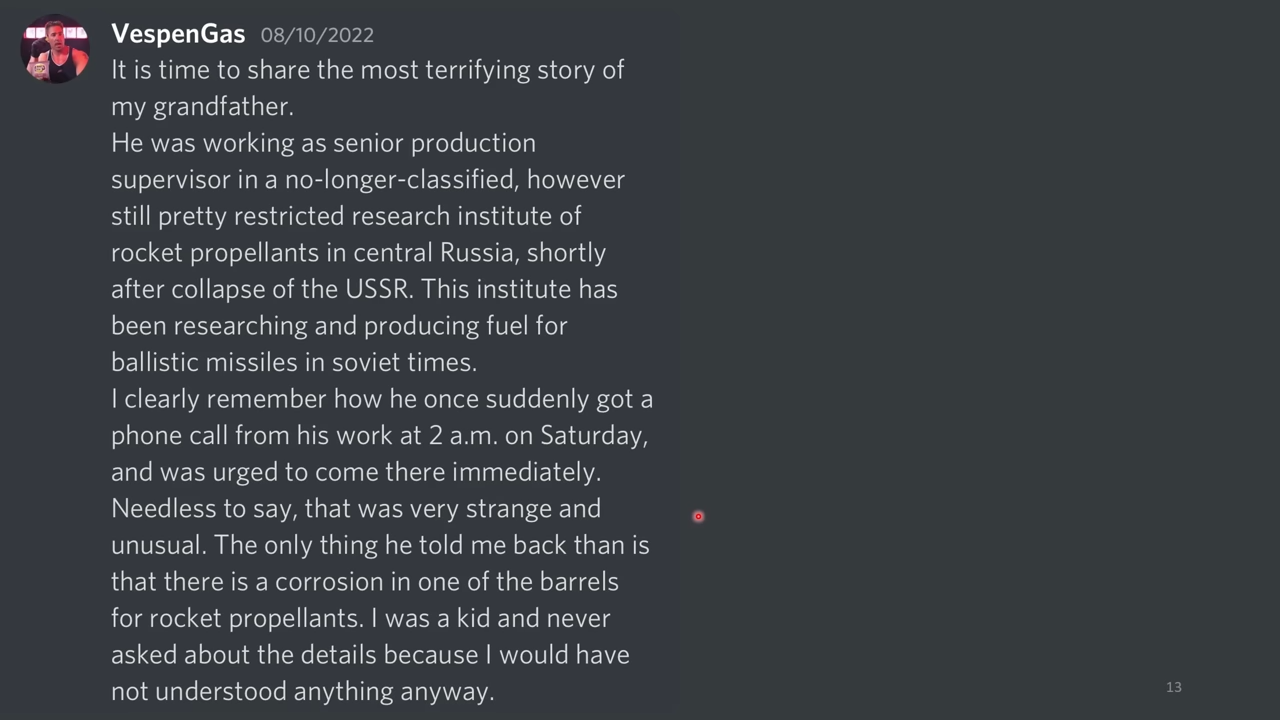 VespenGas 08/10/2022
It is time to share the most terrifying story of
my grandfather.
He was working as senior production
supervisor in a no-longer-classified, however
still pretty restricted research institute of
rocket propellants in central Russia, shortly
after collapse of the USSR. This institute has
been researching and producing fuel for
ballistic missiles in soviet times.
I clearly remember how he once suddenly got a
phone call from his work at 2 a.m. on Saturday,
and was urged to come there immediately.
Needless to say, that was very strange and
unusual. The only thing he told me back than is
that there is a corrosion in one of the barrels
for rocket propellants. I was a kid and never
asked about the details because I would have
not understood anything anyway.
13